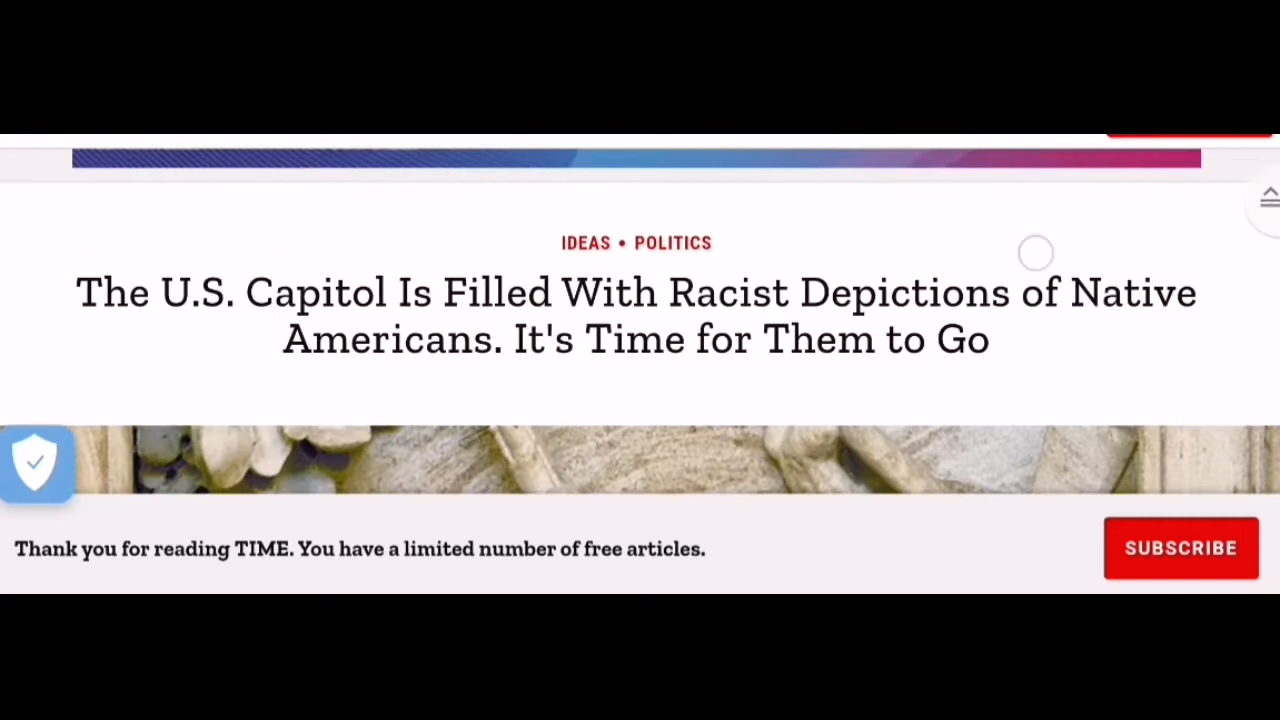 IDEAS • POLITICS
The U.S. Capitol Is Filled With Racist Depictions of Native
Americans. It's Time for Them to Go
Thank you for reading TIME. You have a limited number of free articles.
SUBSCRIBE